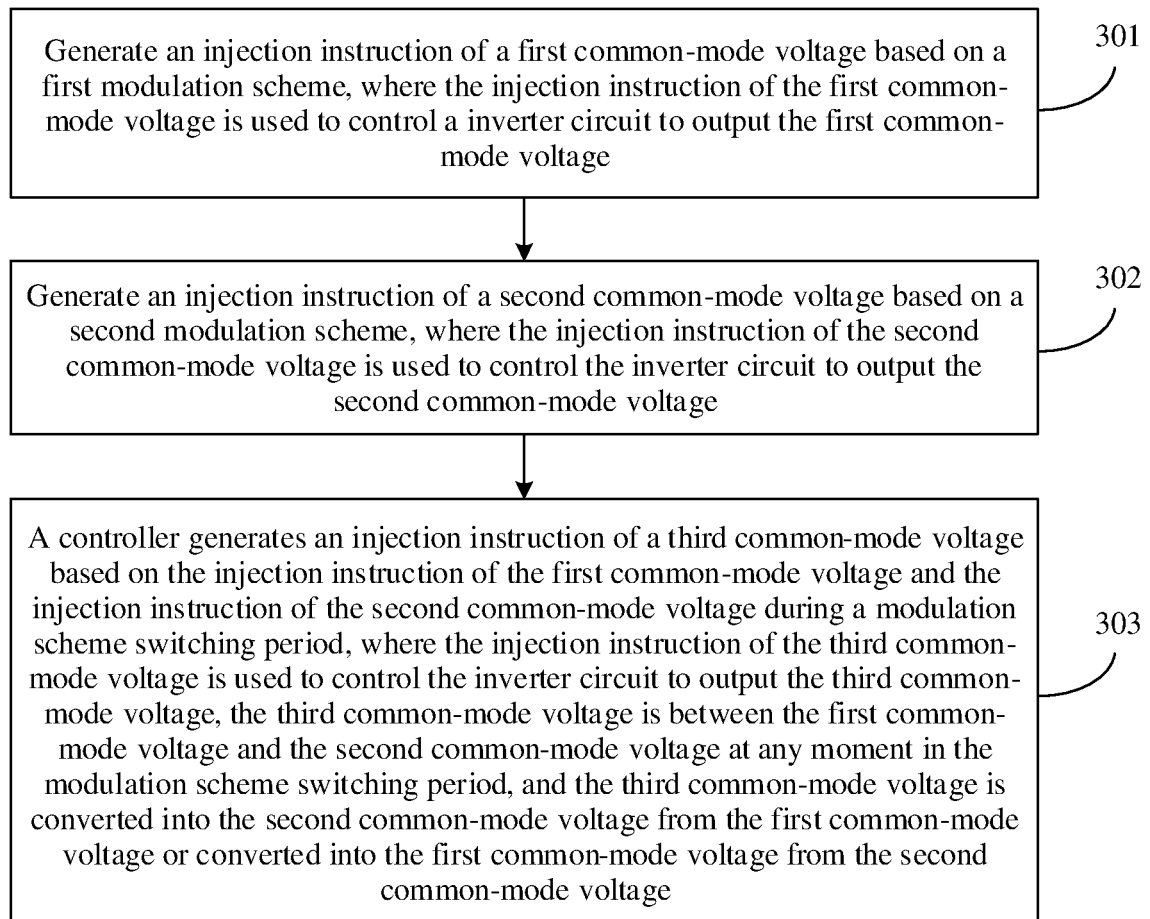 Generate an injection instruction of a first common-mode voltage based on a
first modulation scheme, where the injection instruction of the first common-
mode voltage is used to control a inverter circuit to output the first common-
mode voltage
301
Generate an injection instruction of a second common-mode voltage based on a
second modulation scheme, where the injection instruction of the second
common-mode voltage is used to control the inverter circuit to output the
second common-mode voltage
302
A controller generates an injection instruction of a third common-mode voltage
based on the injection instruction of the first common-mode voltage and the
injection instruction of the second common-mode voltage during a modulation
scheme switching period, where the injection instruction of the third common-
mode voltage is used to control the inverter circuit to output the third common-
mode voltage, the third common-mode voltage is between the first common-
mode voltage and the second common-mode voltage at any moment in the
modulation scheme switching period, and the third common-mode voltage is
converted into the second common-mode voltage from the first common-mode
voltage or converted into the first common-mode voltage from the second
common-mode voltage
303